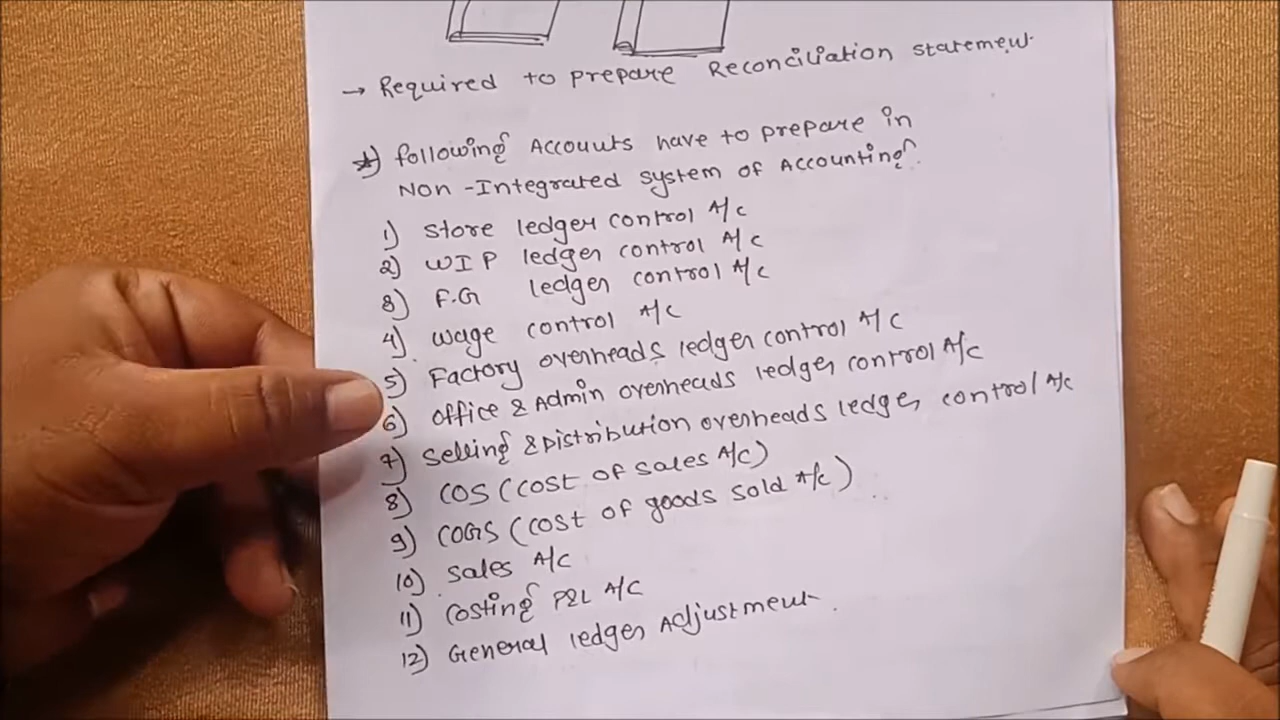 → Required to prepare Reconciliation statement
*) following Accounts have to prepare in
Non-Integrated system of Accounting.
1) store ledger control A/c
2) WIP ledger control A/c
3) F.G ledger control A/c
4) wage control A/c
5) Factory overheads ledger control A/c
6) office & Admin overheads ledger control A/c
7) selling & Distribution overheads ledger control A/c
8) COS (cost of sales A/c)
9) COGS (cost of goods sold A/c)
10) sales A/c
11) costing P&L A/c
12) General ledger Adjustment